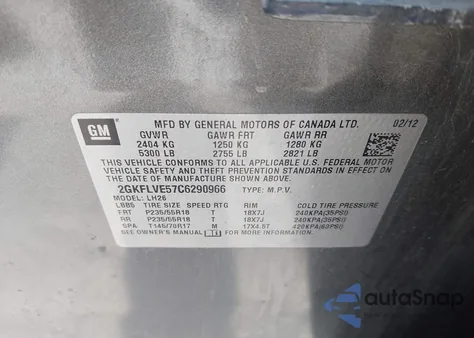 GM
MFD BY GENERAL MOTORS OF CANADA LTD. 02/12
GVWR GAWR FRT GAWR RR
2404 KG 1250 KG 1280 KG
5300 LB 2755 LB 2821 LB
THIS VEHICLE CONFORMS TO ALL APPLICABLE U.S. FEDERAL MOTOR
VEHICLE SAFETY AND THEFT PREVENTION STANDARDS IN EFFECT ON
THE DATE OF MANUFACTURE SHOWN ABOVE.
2GKFLVE57C6290966 TYPE: M.P.V.
MODEL: LH26
LBB5 TIRE SIZE SPEED RTG RIM COLD TIRE PRESSURE
FRT P235/55R18 T 18X7J 240KPA(35PSI)
RR P235/55R18 T 18X7J 240KPA(35PSI)
SPA T145/70R17 M 17X4.5T 420KPA(60PSI)
SEE OWNER'S MANUAL FOR MORE INFORMATION.
autoSnap